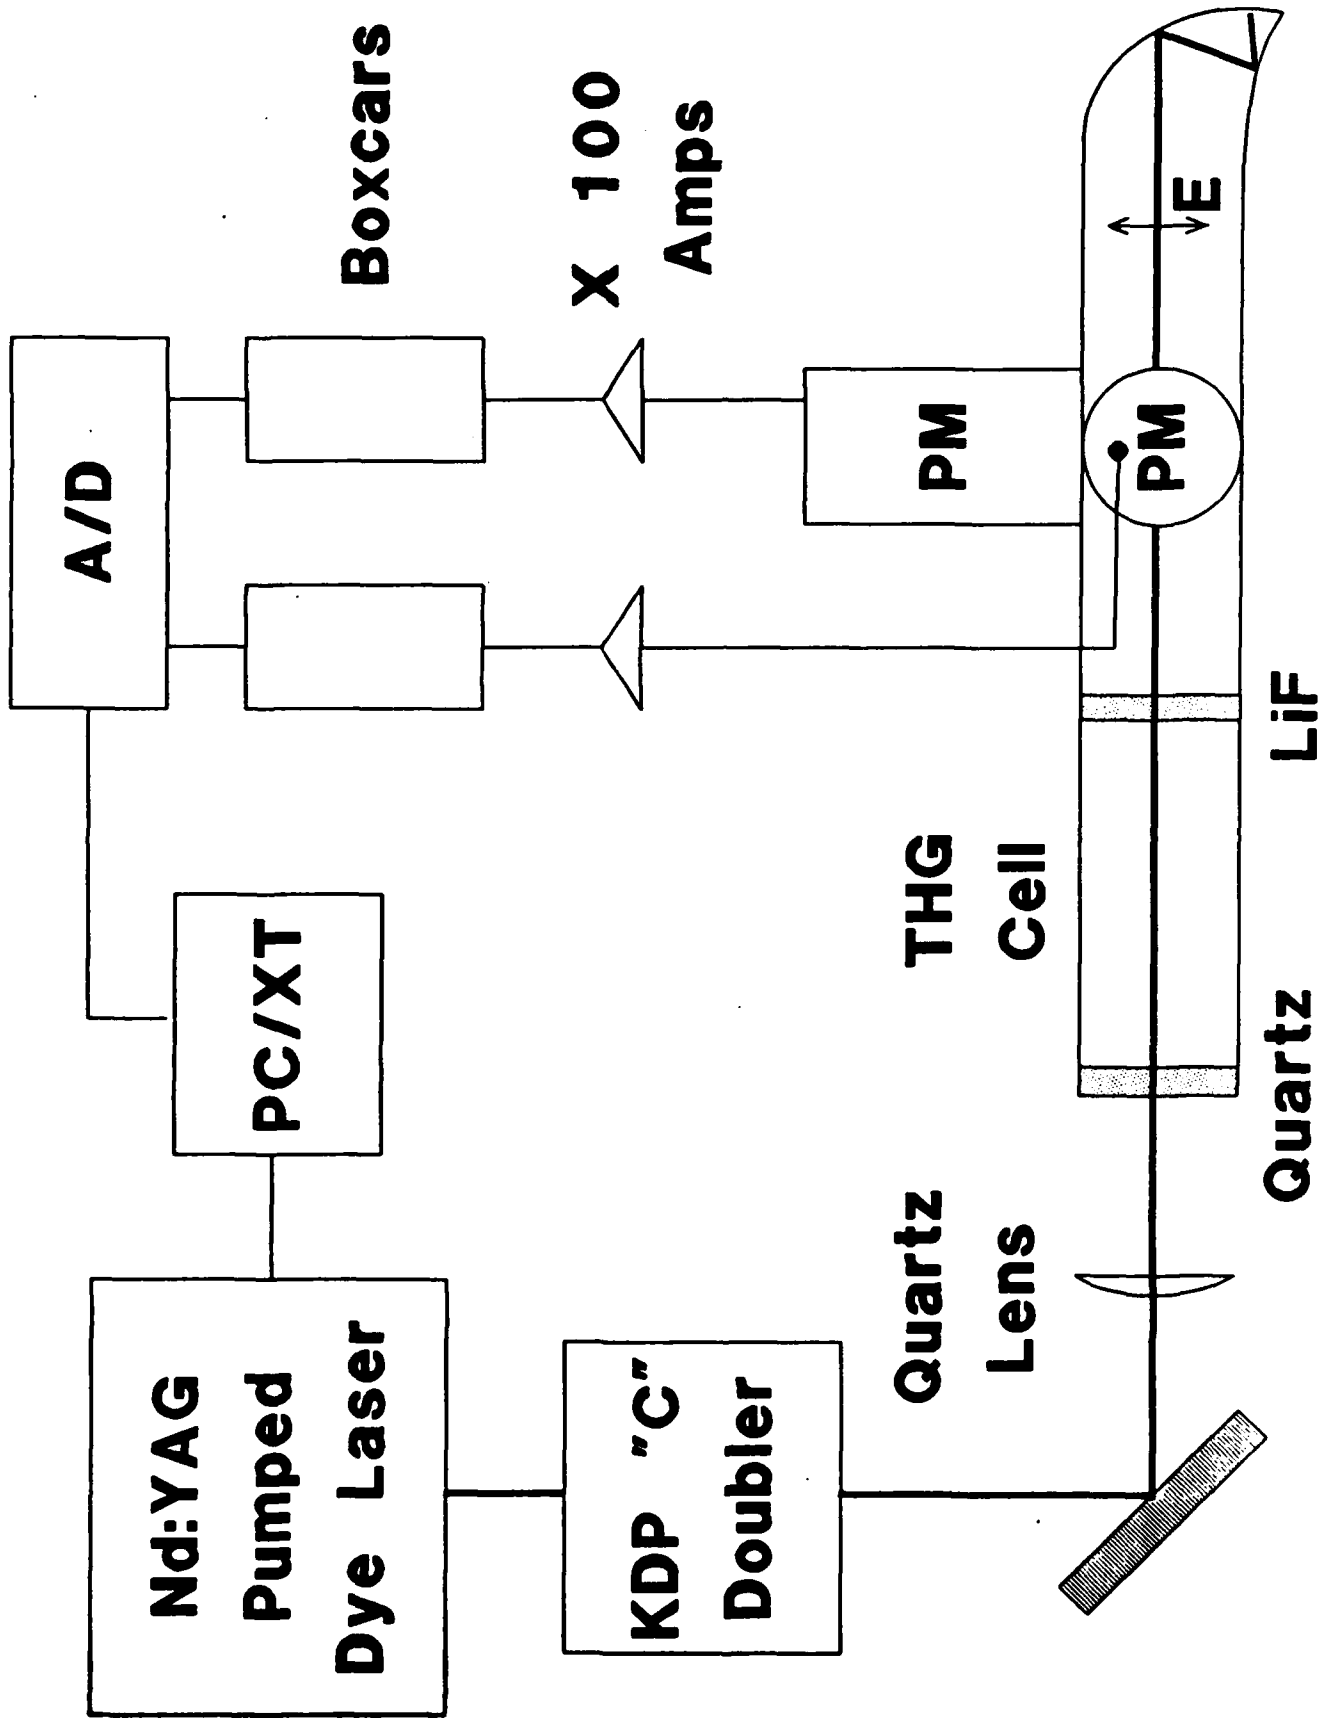 Nd:YAG
Pumped
Dye Laser
PC/XT
A/D
Boxcars
KDP "C"
Doubler
X 100
Amps
Quartz
Lens
THG
Cell
PM
PM
E
Quartz
LiF